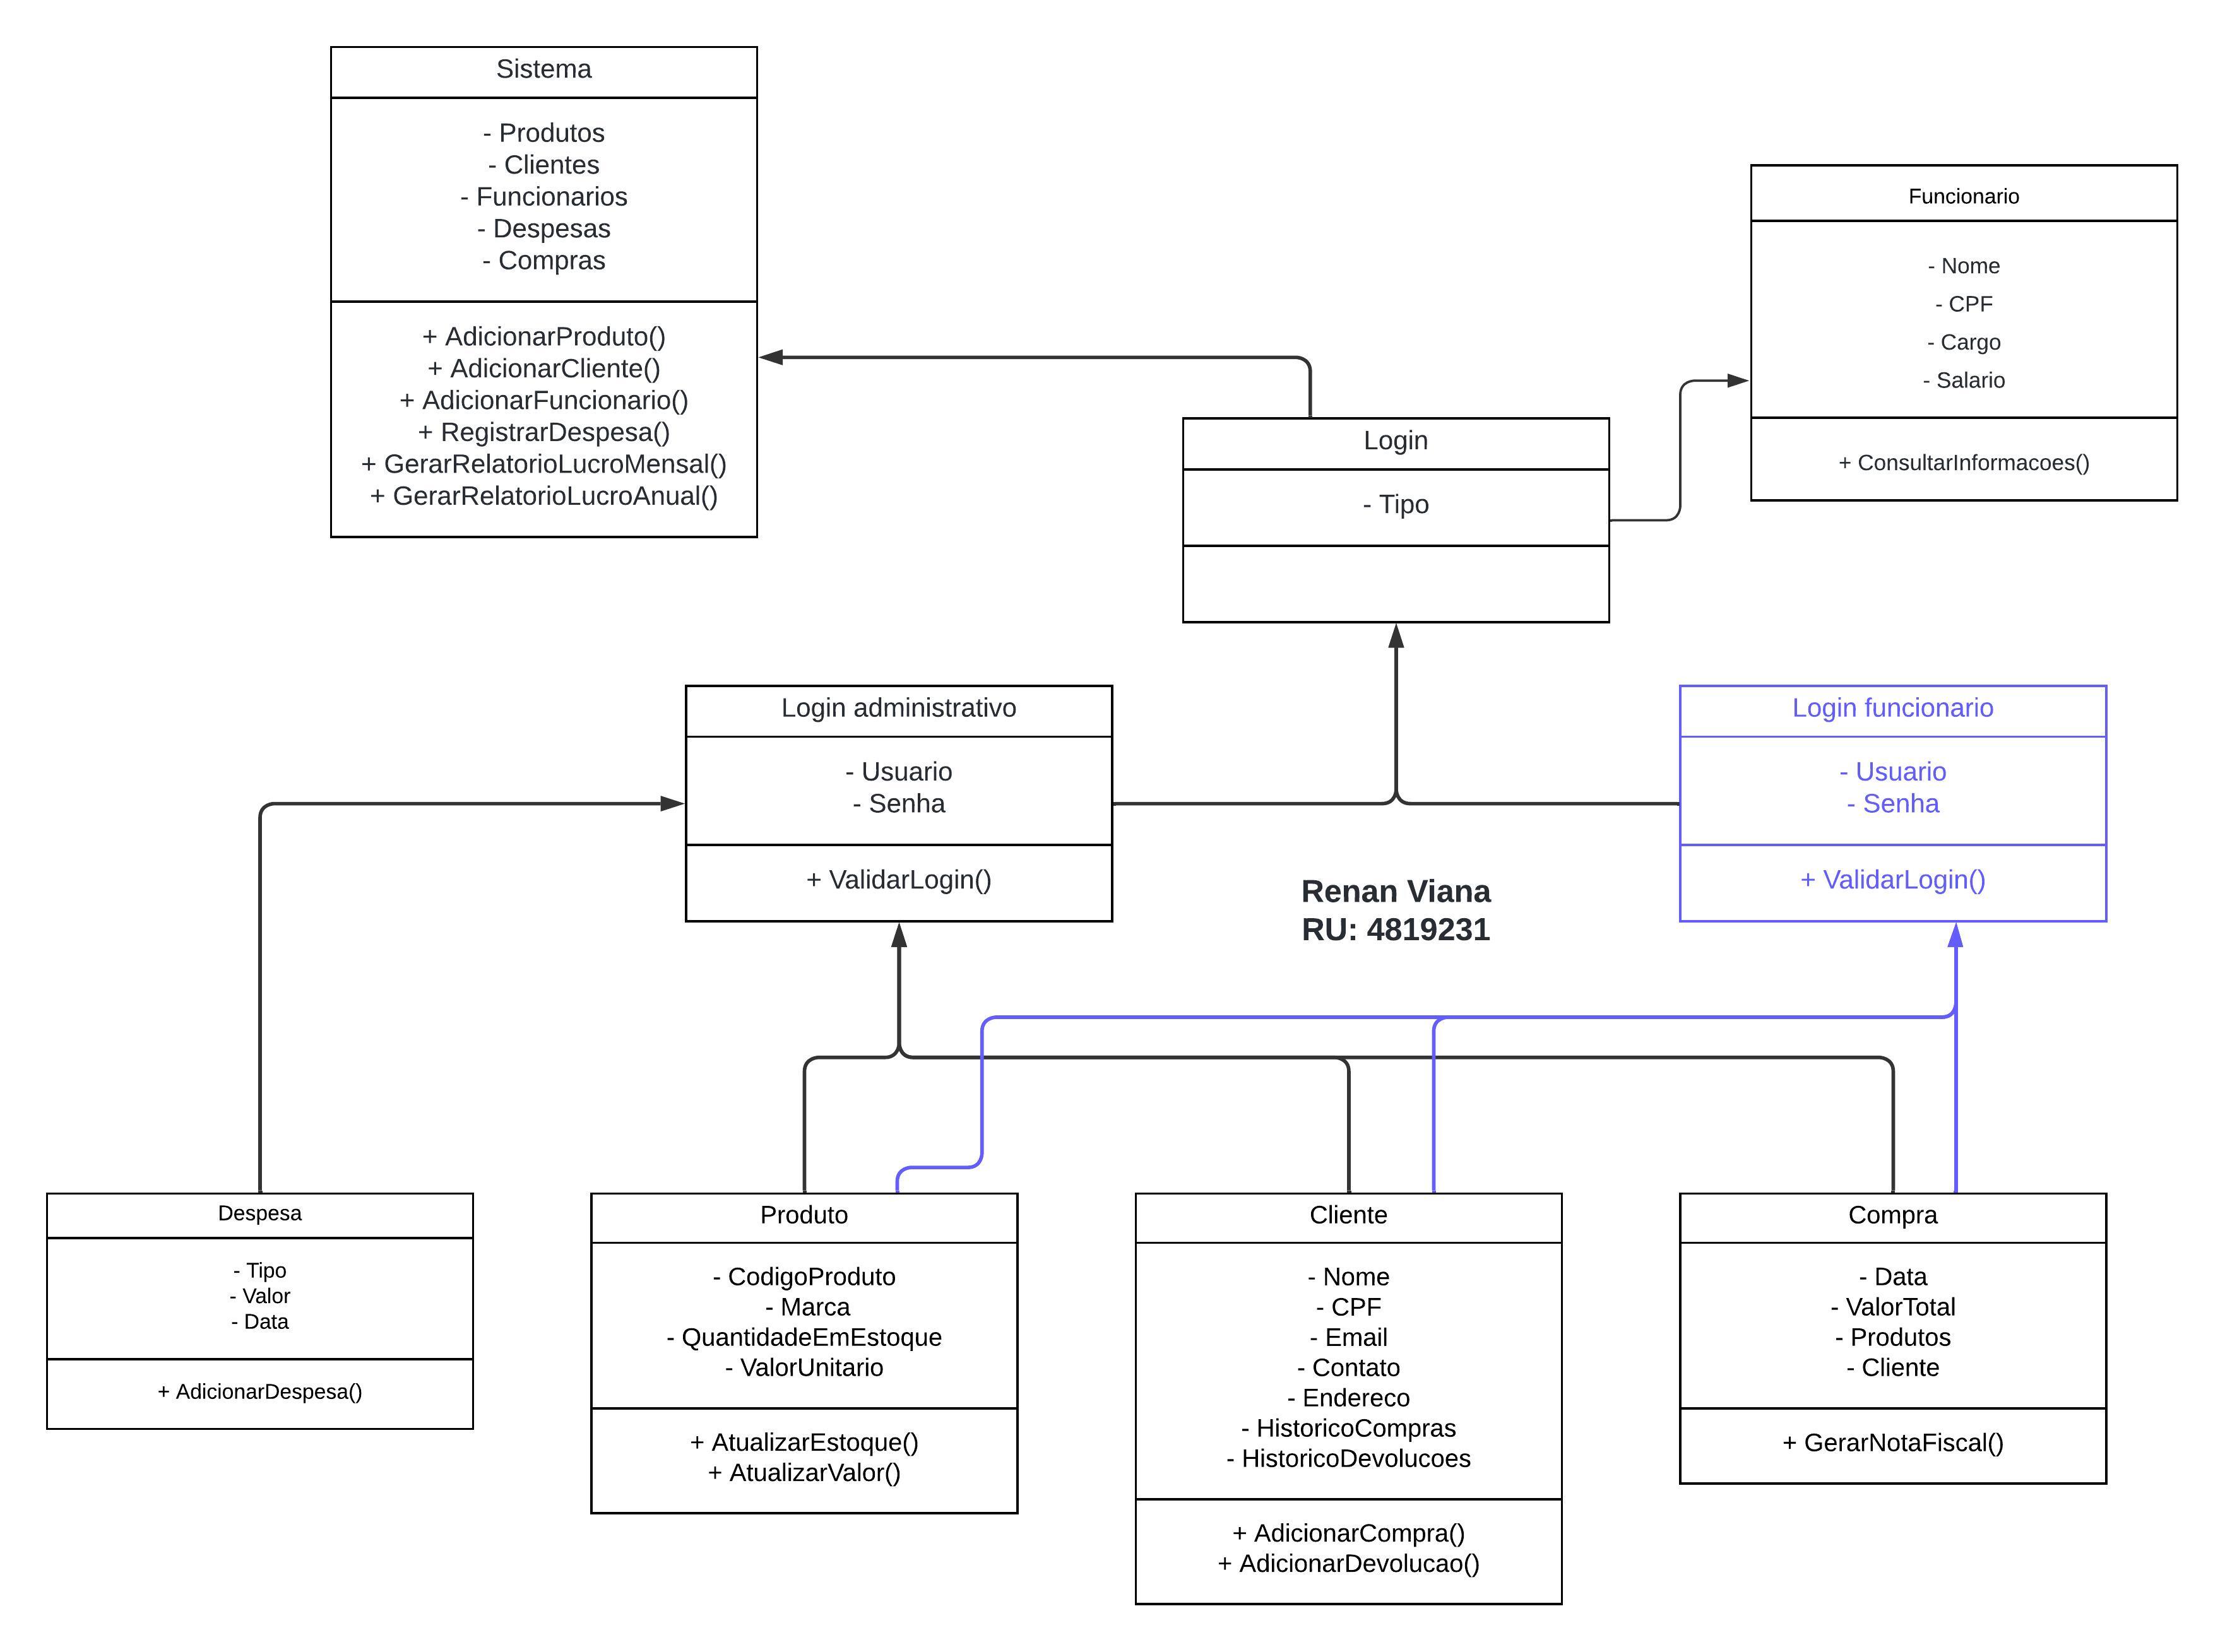 Sistema
- Produtos
- Clientes
- Funcionarios
- Despesas
- Compras
+ AdicionarProduto()
+ AdicionarCliente()
+ AdicionarFuncionario()
+ RegistrarDespesa()
+ GerarRelatorioLucroMensal()
+ GerarRelatorioLucroAnual()
Funcionario
- Nome
- CPF
- Cargo
- Salario
+ ConsultarInformacoes()
Login
- Tipo
Login administrativo
- Usuario
- Senha
+ ValidarLogin()
Login funcionario
- Usuario
- Senha
+ ValidarLogin()
Renan Viana
RU: 4819231
Despesa
- Tipo
- Valor
- Data
+ AdicionarDespesa()
Produto
- CodigoProduto
- Marca
- QuantidadeEmEstoque
- ValorUnitario
+ AtualizarEstoque()
+ AtualizarValor()
Cliente
- Nome
- CPF
- Email
- Contato
- Endereco
- HistoricoCompras
- HistoricoDevolucoes
+ AdicionarCompra()
+ AdicionarDevolucao()
Compra
- Data
- ValorTotal
- Produtos
- Cliente
+ GerarNotaFiscal()